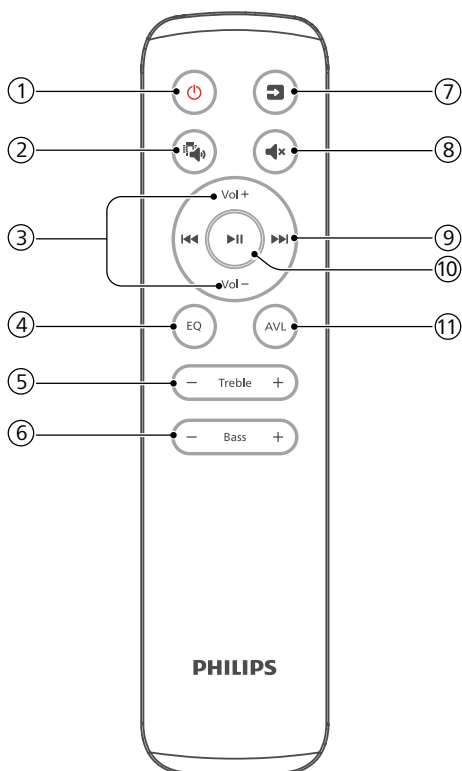 1
7
2
8
Vol +
3
9
10
Vol −
4
EQ
AVL
11
5
− Treble +
6
− Bass +
PHILIPS